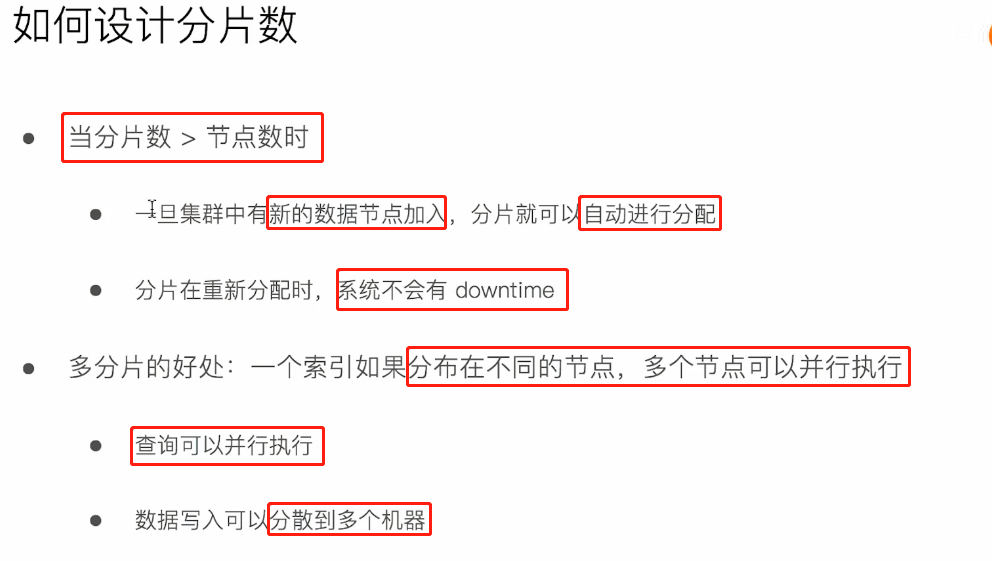 如何设计分片数
当分片数 > 节点数时
一旦集群中有新的数据节点加入，分片就可以自动进行分配
分片在重新分配时，系统不会有 downtime
多分片的好处：一个索引如果分布在不同的节点，多个节点可以并行执行
查询可以并行执行
数据写入可以分散到多个机器